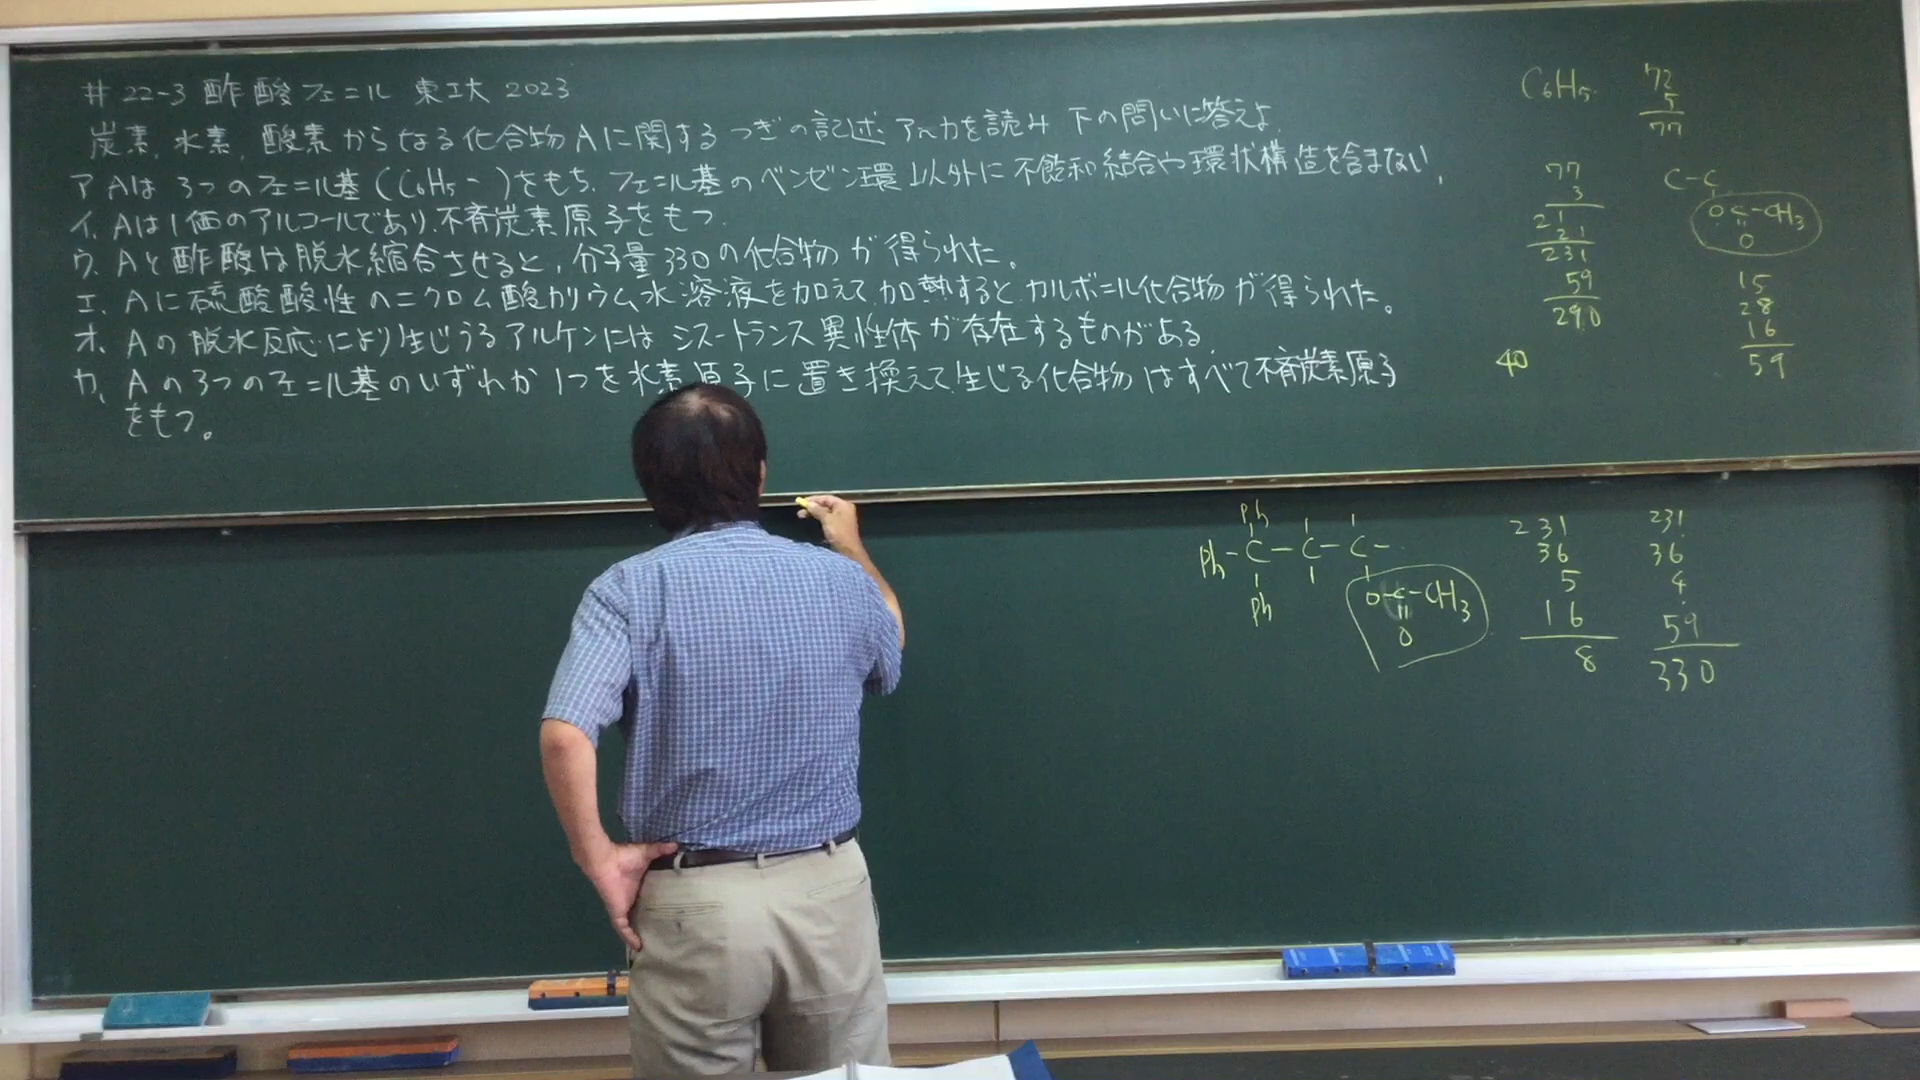 # 22-3 酢酸フェニル 東工大 2023
炭素、水素、酸素からなる化合物Aに関するつぎの記述ア〜カを読み 下の問いに答えよ。
ア Aは 3つのフェニル基(C6H5-)をもち、フェニル基のベンゼン環以外に不飽和結合や環状構造を含まない。
イ、Aは1価のアルコールであり、不斉炭素原子をもつ
ウ、Aと酢酸は脱水縮合させると、分子量330の化合物が得られた。
エ、Aに硫酸酸性の二クロム酸カリウム水溶液を加えて加熱するとカルボニル化合物が得られた。
オ、Aの脱水反応により生じうるアルケンにはシス-トランス異性体が存在するものがある
カ、Aの3つのフェニル基のいずれか1つを水素原子に置き換えて生じる化合物はすべて不斉炭素原子
をもつ。
C6H5-
72
5
77
77
3
21
21
231
59
290
40
C-C
O-C-CH3
O
15
28
16
59
Ph
Ph-C-C-C-
Ph
O-C-CH3
O
231
36
5
16
8
231
36
4
59
330